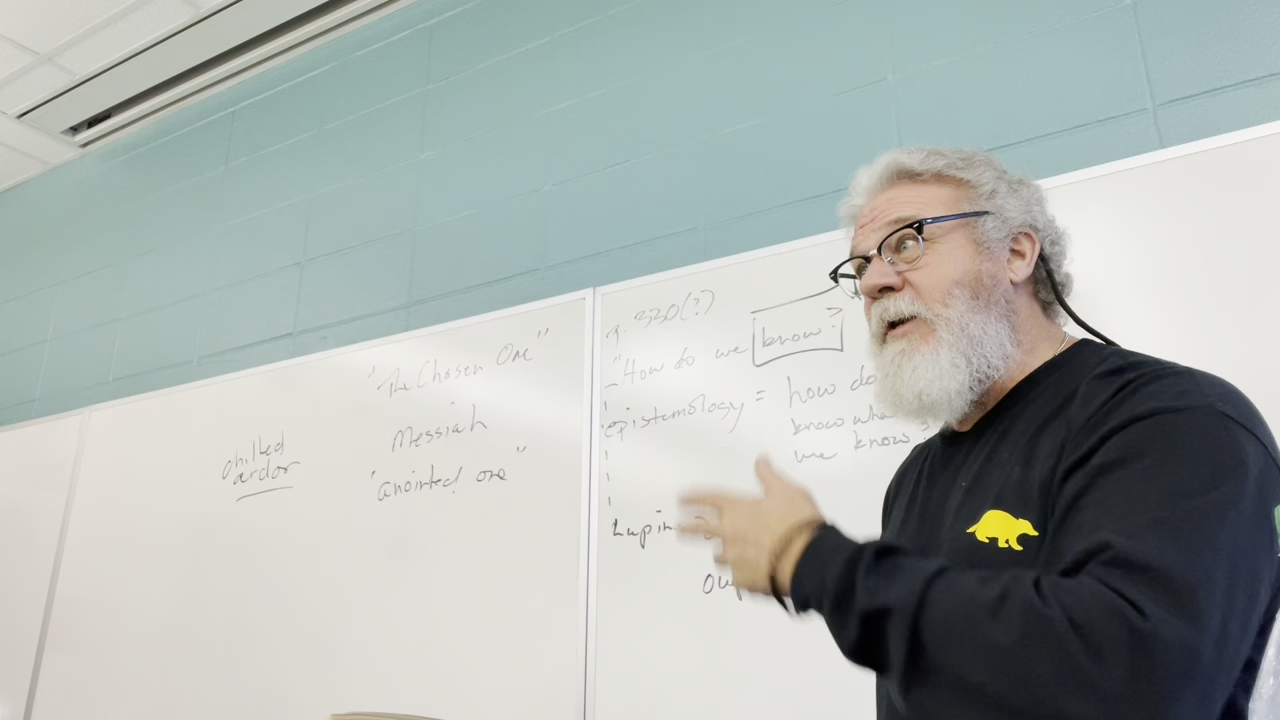 "The Chosen One"
Messiah
"anointed one"
chilled
ardor
330(?)
"How do we know?
epistemology = how do
know
we know?
Lupin